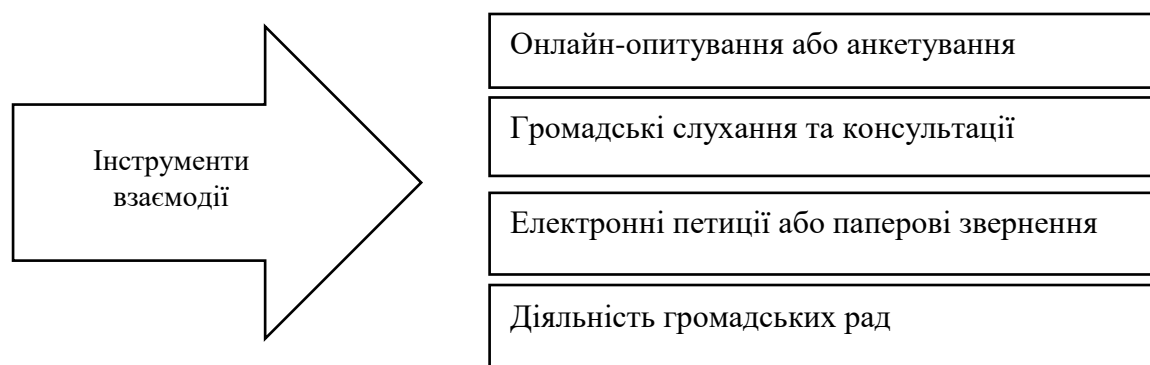 Інструменти
взаємодії
Онлайн-опитування або анкетування
Громадські слухання та консультації
Електронні петиції або паперові звернення
Діяльність громадських рад